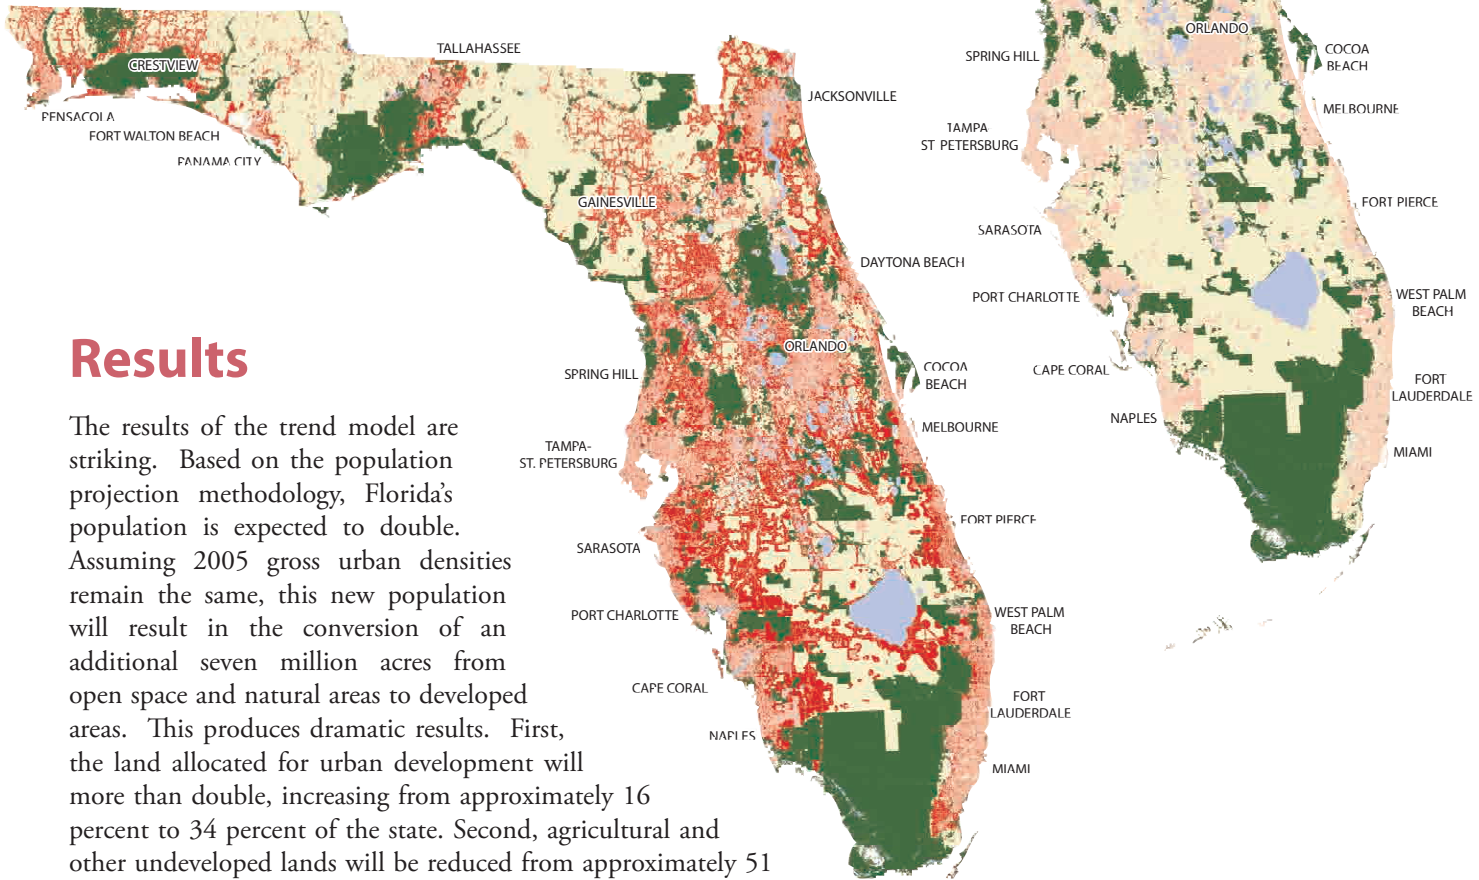 TALLAHASSEE
CRESTVIEW
JACKSONVILLE
PENSACOLA
FORT WALTON BEACH
PANAMA CITY
GAINESVILLE
DAYTONA BEACH
ORLANDO
SPRING HILL
COCOA
BEACH
MELBOURNE
TAMPA-
ST. PETERSBURG
FORT PIERCE
SARASOTA
PORT CHARLOTTE
WEST PALM
BEACH
CAPE CORAL
FORT
LAUDERDALE
NAPLES
MIAMI
ORLANDO
SPRING HILL
COCOA
BEACH
MELBOURNE
TAMPA
ST PETERSBURG
FORT PIERCE
SARASOTA
PORT CHARLOTTE
WEST PALM
BEACH
CAPE CORAL
FORT
LAUDERDALE
NAPLES
MIAMI
Results
The results of the trend model are
striking. Based on the population
projection methodology, Florida's
population is expected to double.
Assuming 2005 gross urban densities
remain the same, this new population
will result in the conversion of an
additional seven million acres from
open space and natural areas to developed
areas. This produces dramatic results. First,
the land allocated for urban development will
more than double, increasing from approximately 16
percent to 34 percent of the state. Second, agricultural and
other undeveloped lands will be reduced from approximately 51